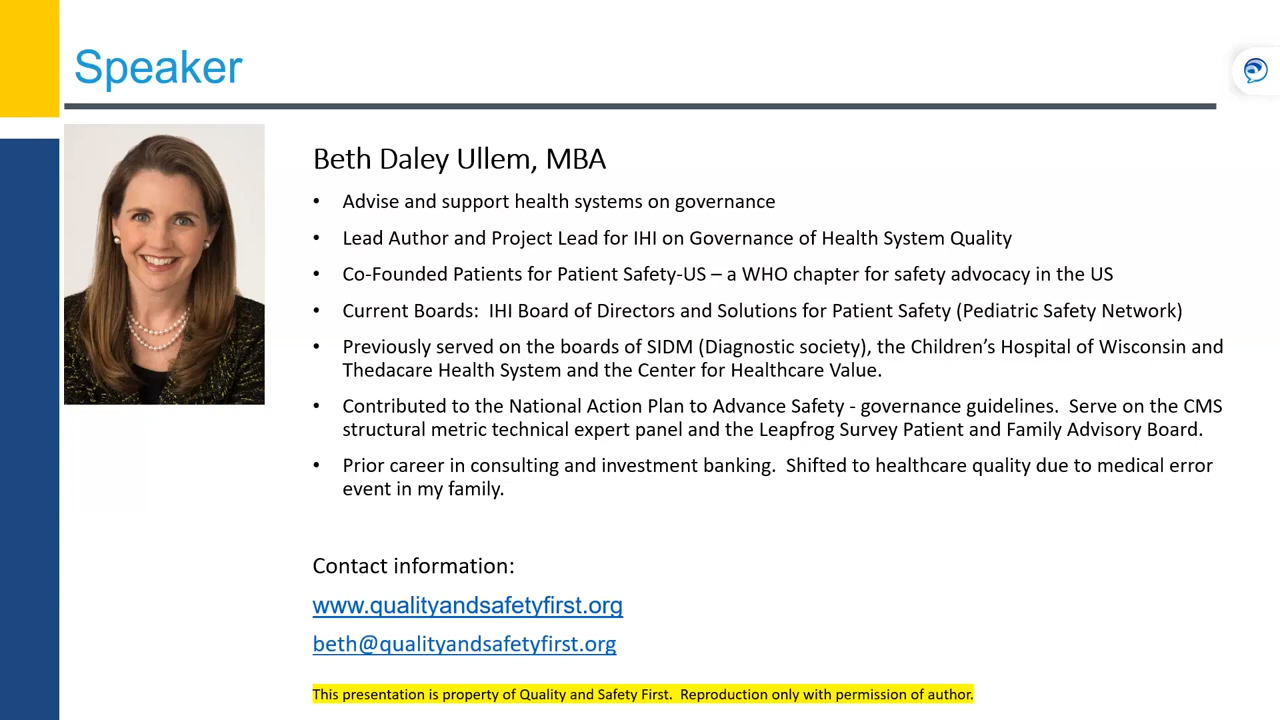 Speaker
Beth Daley Ullem, MBA
• Advise and support health systems on governance
• Lead Author and Project Lead for IHI on Governance of Health System Quality
• Co-Founded Patients for Patient Safety-US – a WHO chapter for safety advocacy in the US
• Current Boards:  IHI Board of Directors and Solutions for Patient Safety (Pediatric Safety Network)
• Previously served on the boards of SIDM (Diagnostic society), the Children’s Hospital of Wisconsin and
Thedacare Health System and the Center for Healthcare Value.
• Contributed to the National Action Plan to Advance Safety - governance guidelines.  Serve on the CMS
structural metric technical expert panel and the Leapfrog Survey Patient and Family Advisory Board.
• Prior career in consulting and investment banking.  Shifted to healthcare quality due to medical error
event in my family.
Contact information:
www.qualityandsafetyfirst.org
beth@qualityandsafetyfirst.org
This presentation is property of Quality and Safety First.  Reproduction only with permission of author.